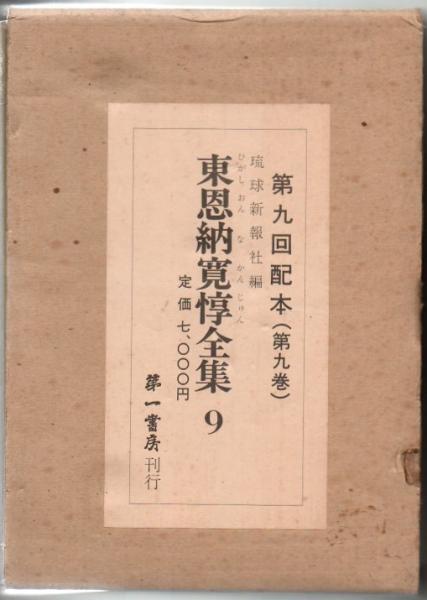 第九回配本(第九巻)
琉球新報社編
ひがしおんなかんじゅん
東恩納寛惇全集 9
定価 七、〇〇〇円
第一書房 刊行